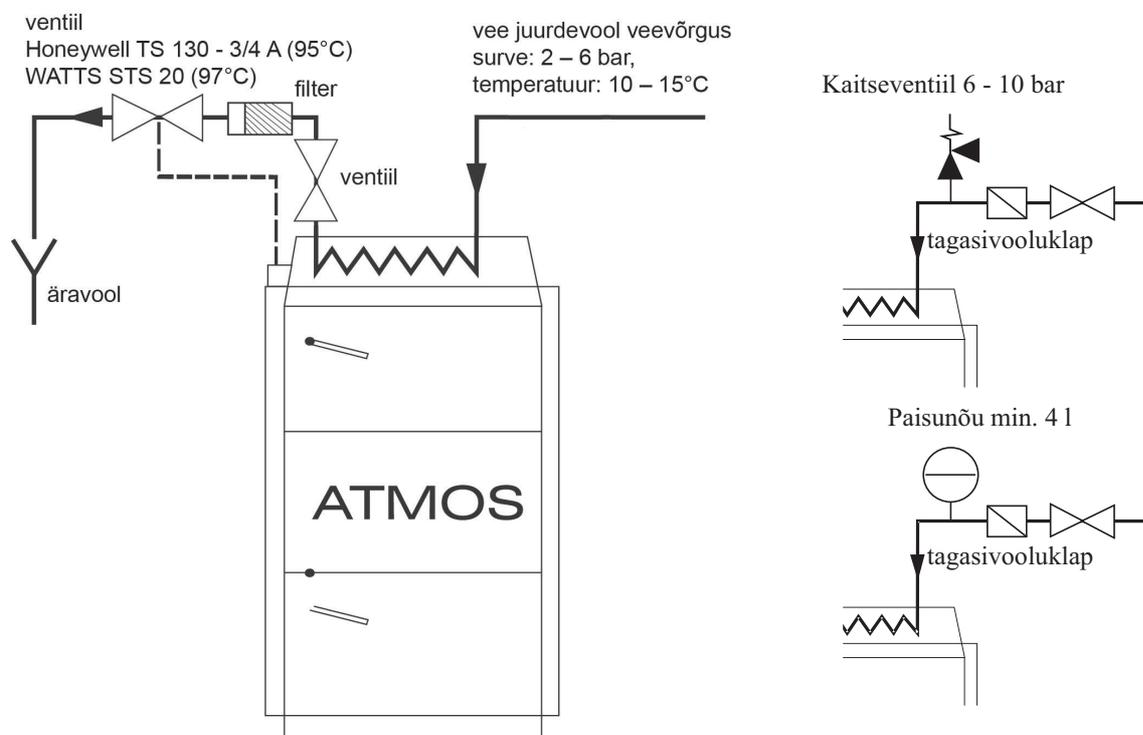 ventiil
Honeywell TS 130 - 3/4 A (95°C)
WATTS STS 20 (97°C)
filter
vee juurdevool veevõrgus
surve: 2 – 6 bar,
temperatuur: 10 – 15°C
ventiil
äravool
ATMOS
Kaitseventiil 6 - 10 bar
tagasivooluklap
Paisunõu min. 4 l
tagasivooluklap